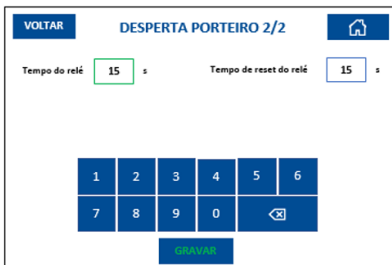 VOLTAR DESPERTA PORTEIRO 2/2
Tempo do relé 15 s Tempo de reset do relé 15 s
1 2 3 4 5 6
7 8 9 0
GRAVAR